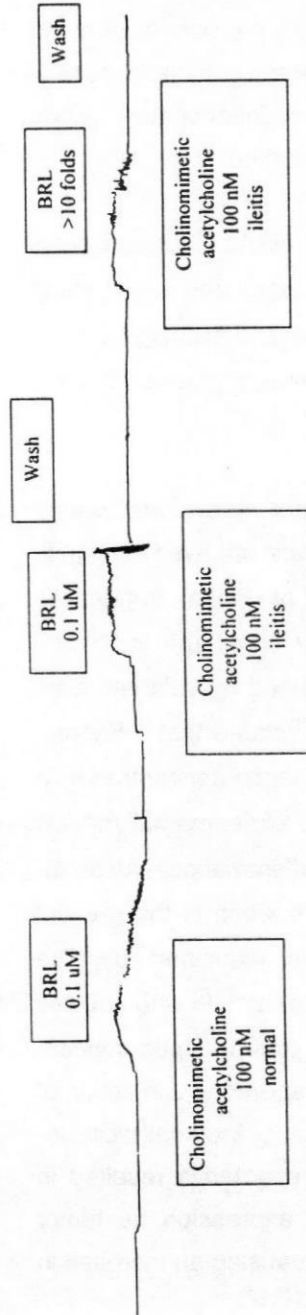 BRL
0.1 uM
BRL
0.1 uM
Wash
BRL
>10 folds
Wash
Cholinomimetic
acetylcholine
100 nM
normal
Cholinomimetic
acetylcholine
100 nM
ileitis
Cholinomimetic
acetylcholine
100 nM
ileitis